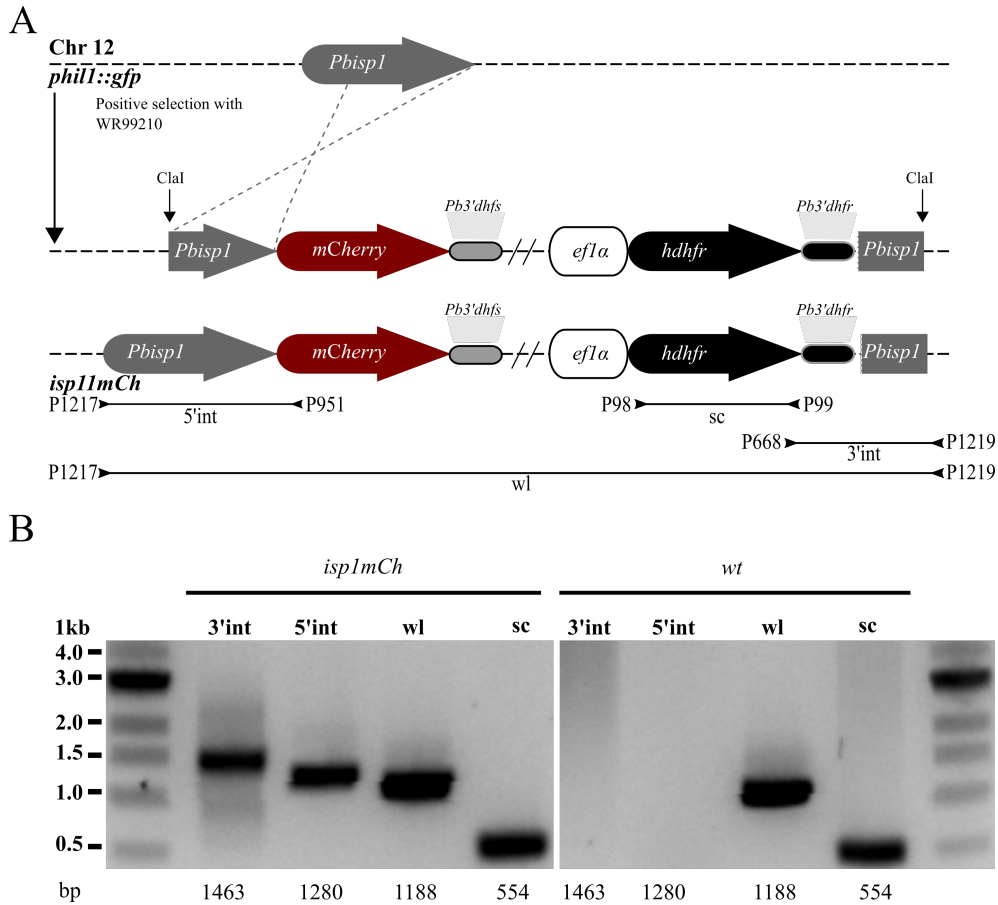 A
Chr 12
phil1::gfp
Pbisp1
Positive selection with
WR99210
ClaI
ClaI
Pb3'dhfs
Pb3'dhfr
Pbisp1
mCherry
ef1α
hdhfr
Pbisp1
Pb3'dhfs
Pb3'dhfr
Pbisp1
mCherry
ef1α
hdhfr
Pbisp1
isp11mCh
P1217
P951
P98
P99
5'int
sc
P668
P1219
3'int
P1217
P1219
wl
B
isp1mCh
wt
1kb
3'int
5'int
wl
sc
3'int
5'int
wl
sc
4.0
3.0
2.0
1.5
1.0
0.5
bp
1463
1280
1188
554
1463
1280
1188
554